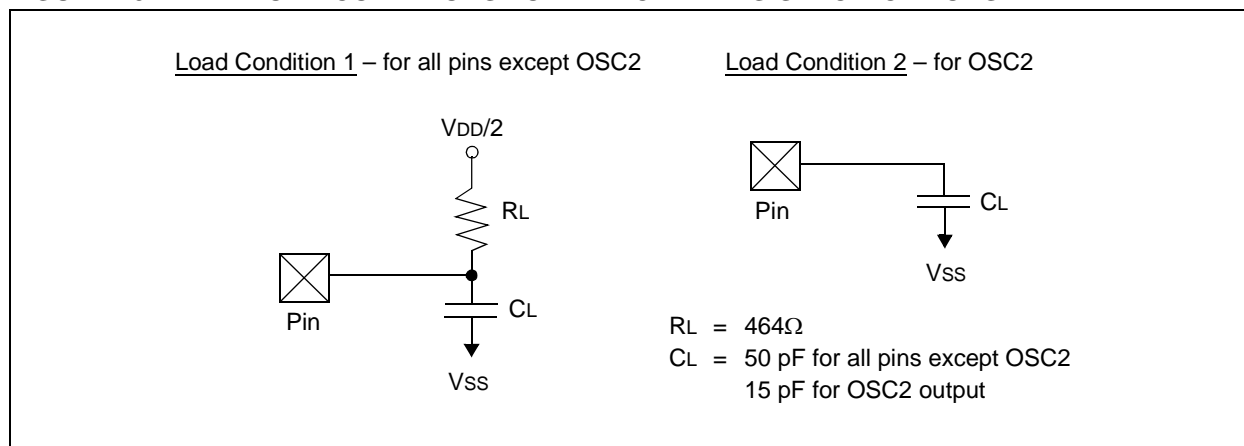 Load Condition 1 – for all pins except OSC2
VDD/2
RL
Pin
CL
VSS
Load Condition 2 – for OSC2
Pin
CL
VSS
RL = 464Ω
CL = 50 pF for all pins except OSC2
15 pF for OSC2 output